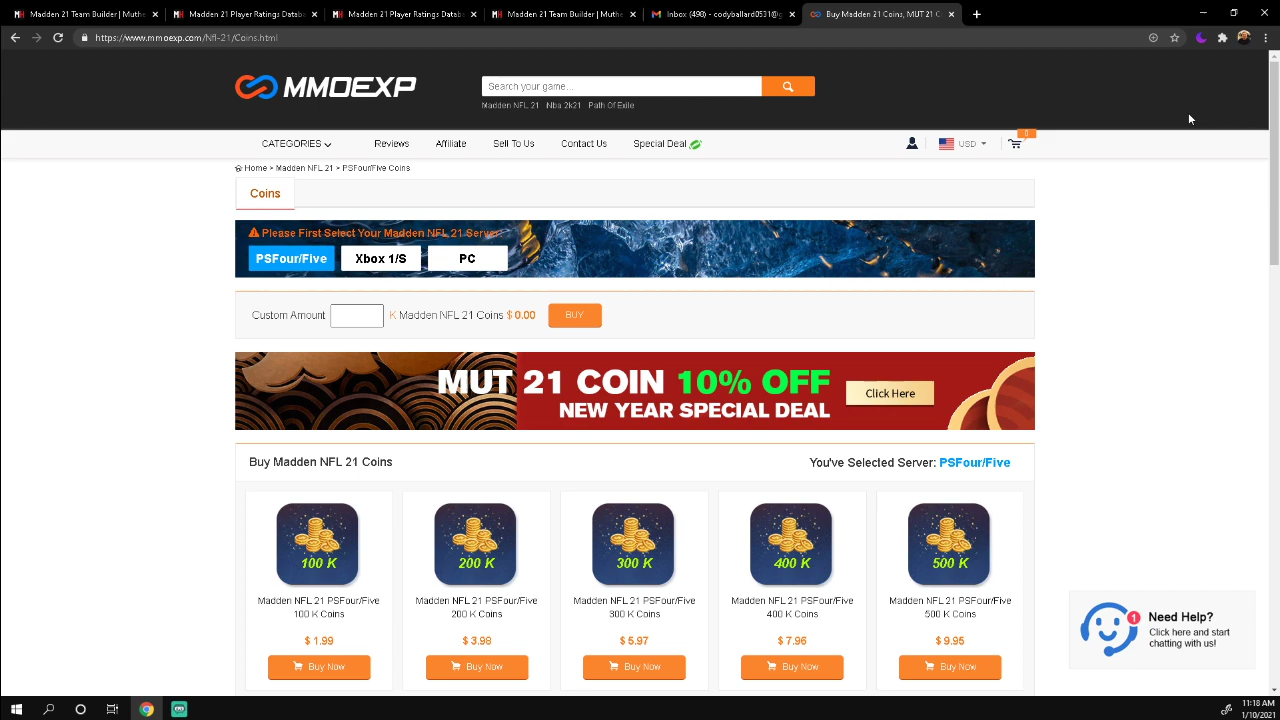 Madden 21 Team Builder | Muthe
Madden 21 Player Ratings Databa
Madden 21 Player Ratings Databa
Madden 21 Team Builder | Muthe
Inbox (498) - codyballard0531@g
Buy Madden 21 Coins, MUT 21 C
https://www.mmoexp.com/Nfl-21/Coins.html
MMOEXP
Search your game...
Madden NFL 21 Nba 2k21 Path Of Exile
0
CATEGORIES Reviews Affiliate Sell To Us Contact Us Special Deal USD
Home > Madden NFL 21 > PSFour/Five Coins
Coins
Please First Select Your Madden NFL 21 Server:
PSFour/Five Xbox 1/S PC
Custom Amount K Madden NFL 21 Coins $ 0.00 BUY
MUT 21 COIN 10% OFF
NEW YEAR SPECIAL DEAL
Click Here
Buy Madden NFL 21 Coins You've Selected Server: PSFour/Five
100 K 200 K 300 K 400 K 500 K
Madden NFL 21 PSFour/Five
100 K Coins
Madden NFL 21 PSFour/Five
200 K Coins
Madden NFL 21 PSFour/Five
300 K Coins
Madden NFL 21 PSFour/Five
400 K Coins
Madden NFL 21 PSFour/Five
500 K Coins
$ 1.99 $ 3.98 $ 5.97 $ 7.96 $ 9.95
Buy Now Buy Now Buy Now Buy Now Buy Now
1
Need Help?
Click here and start
chatting with us!
11:18 AM
1/10/2021